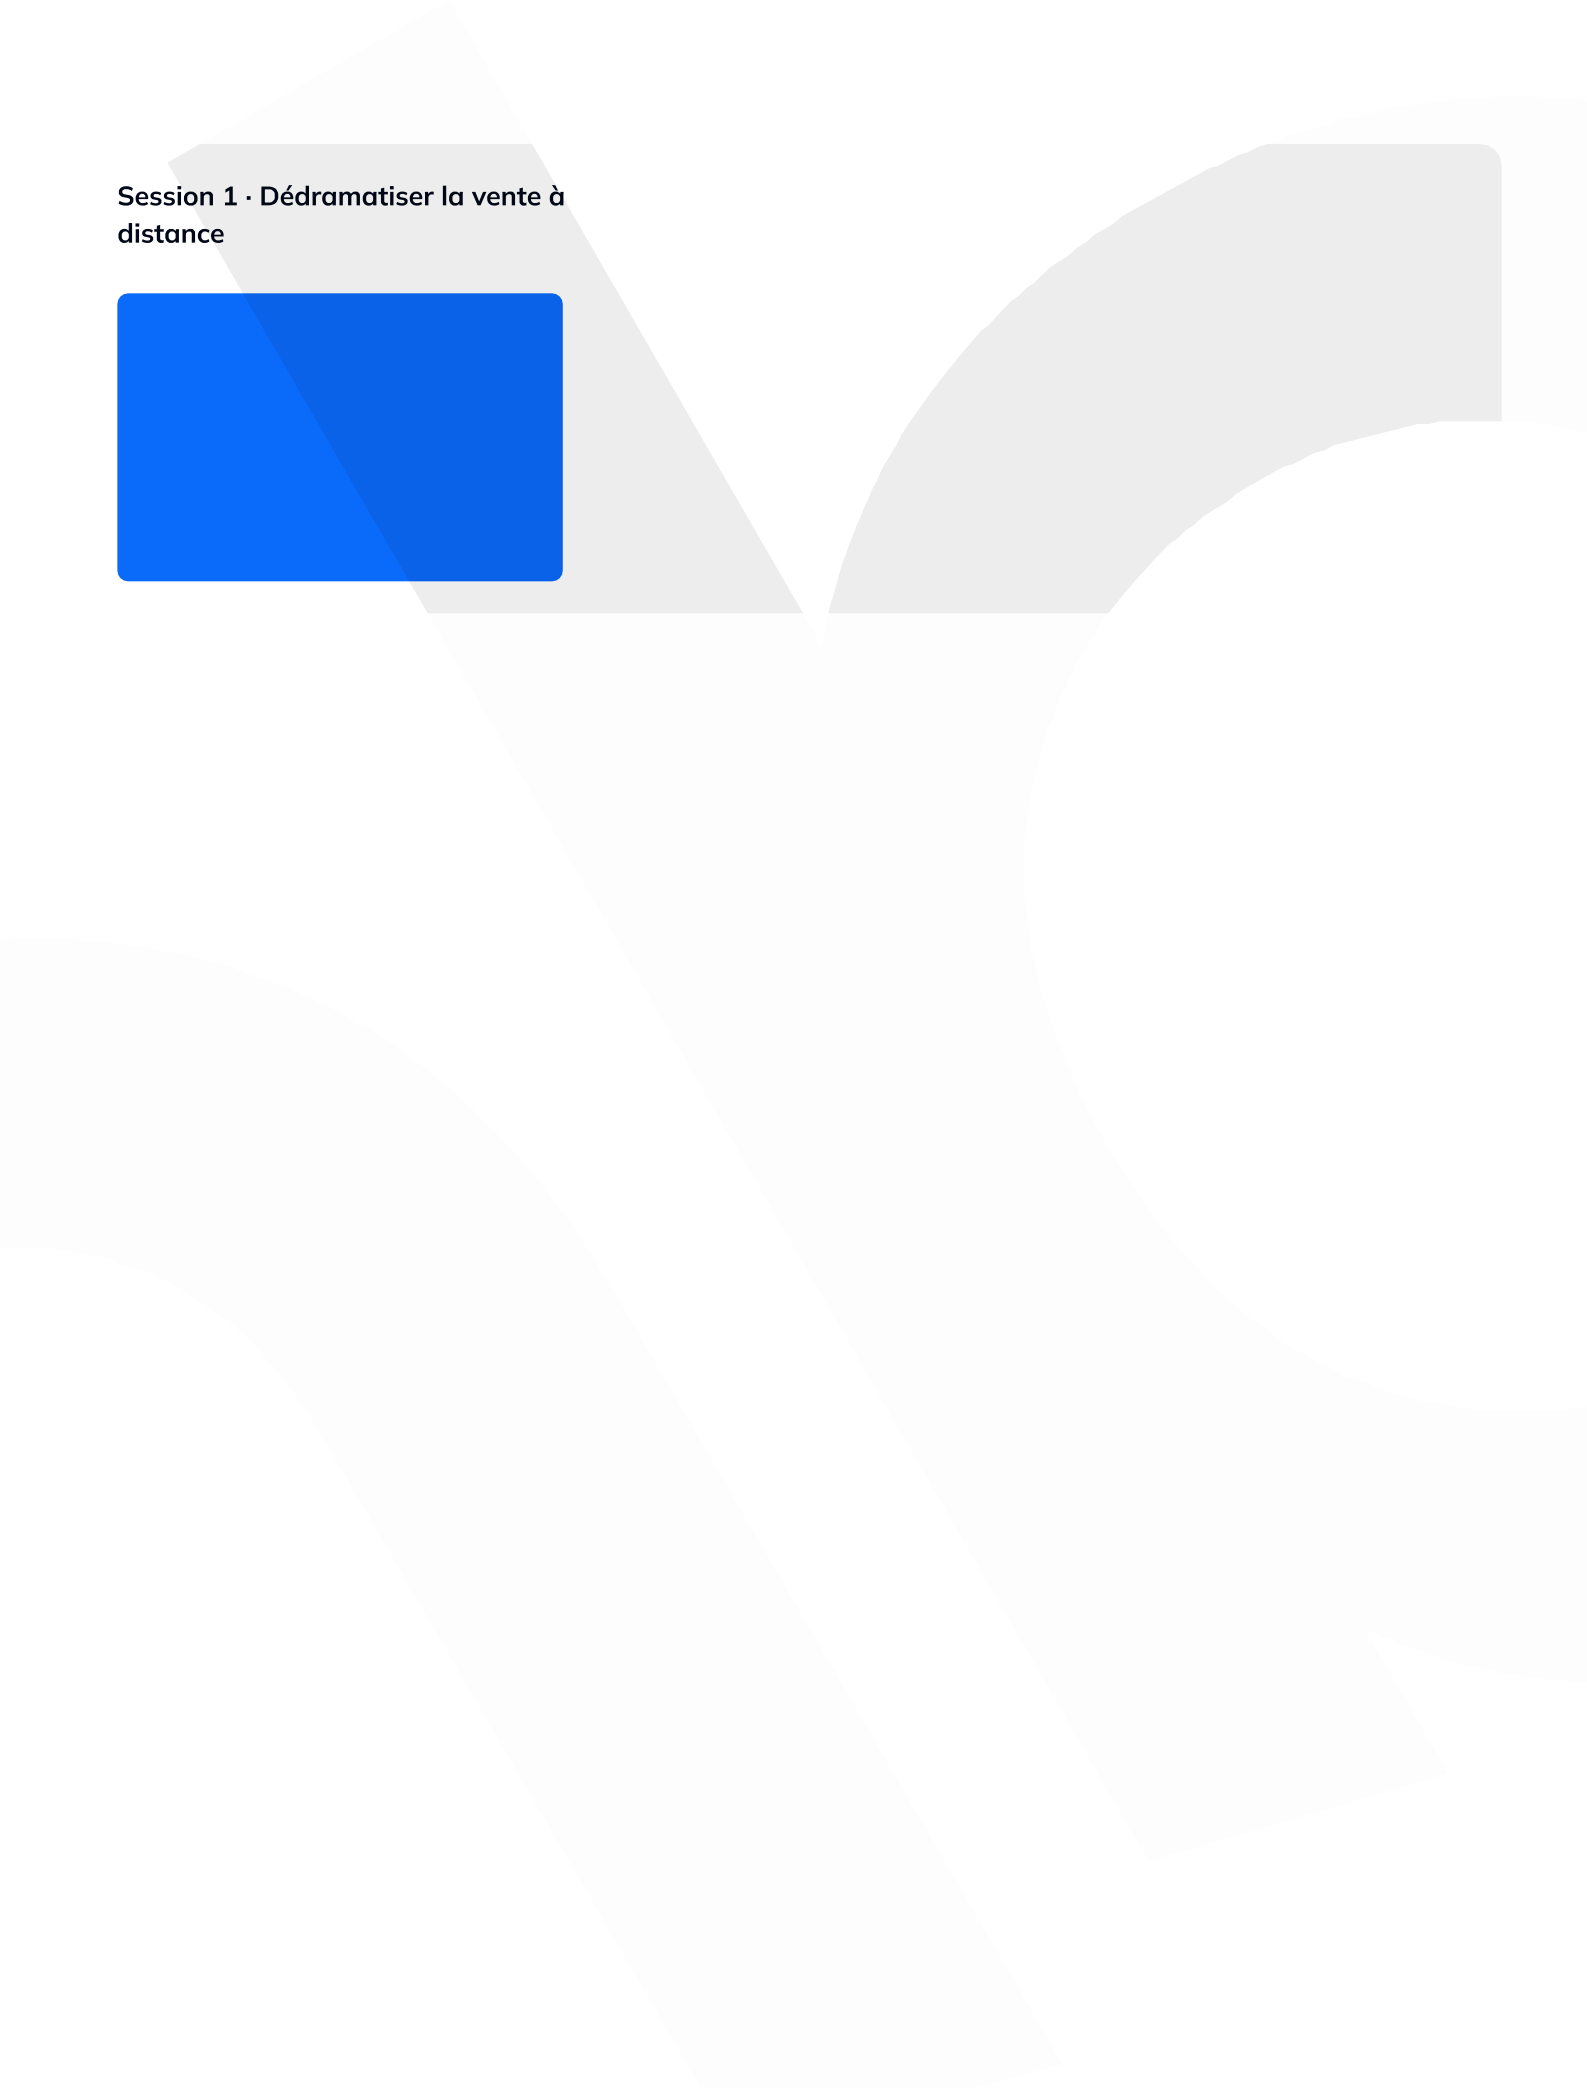 Session 1 · Dédramatiser la vente à
distance